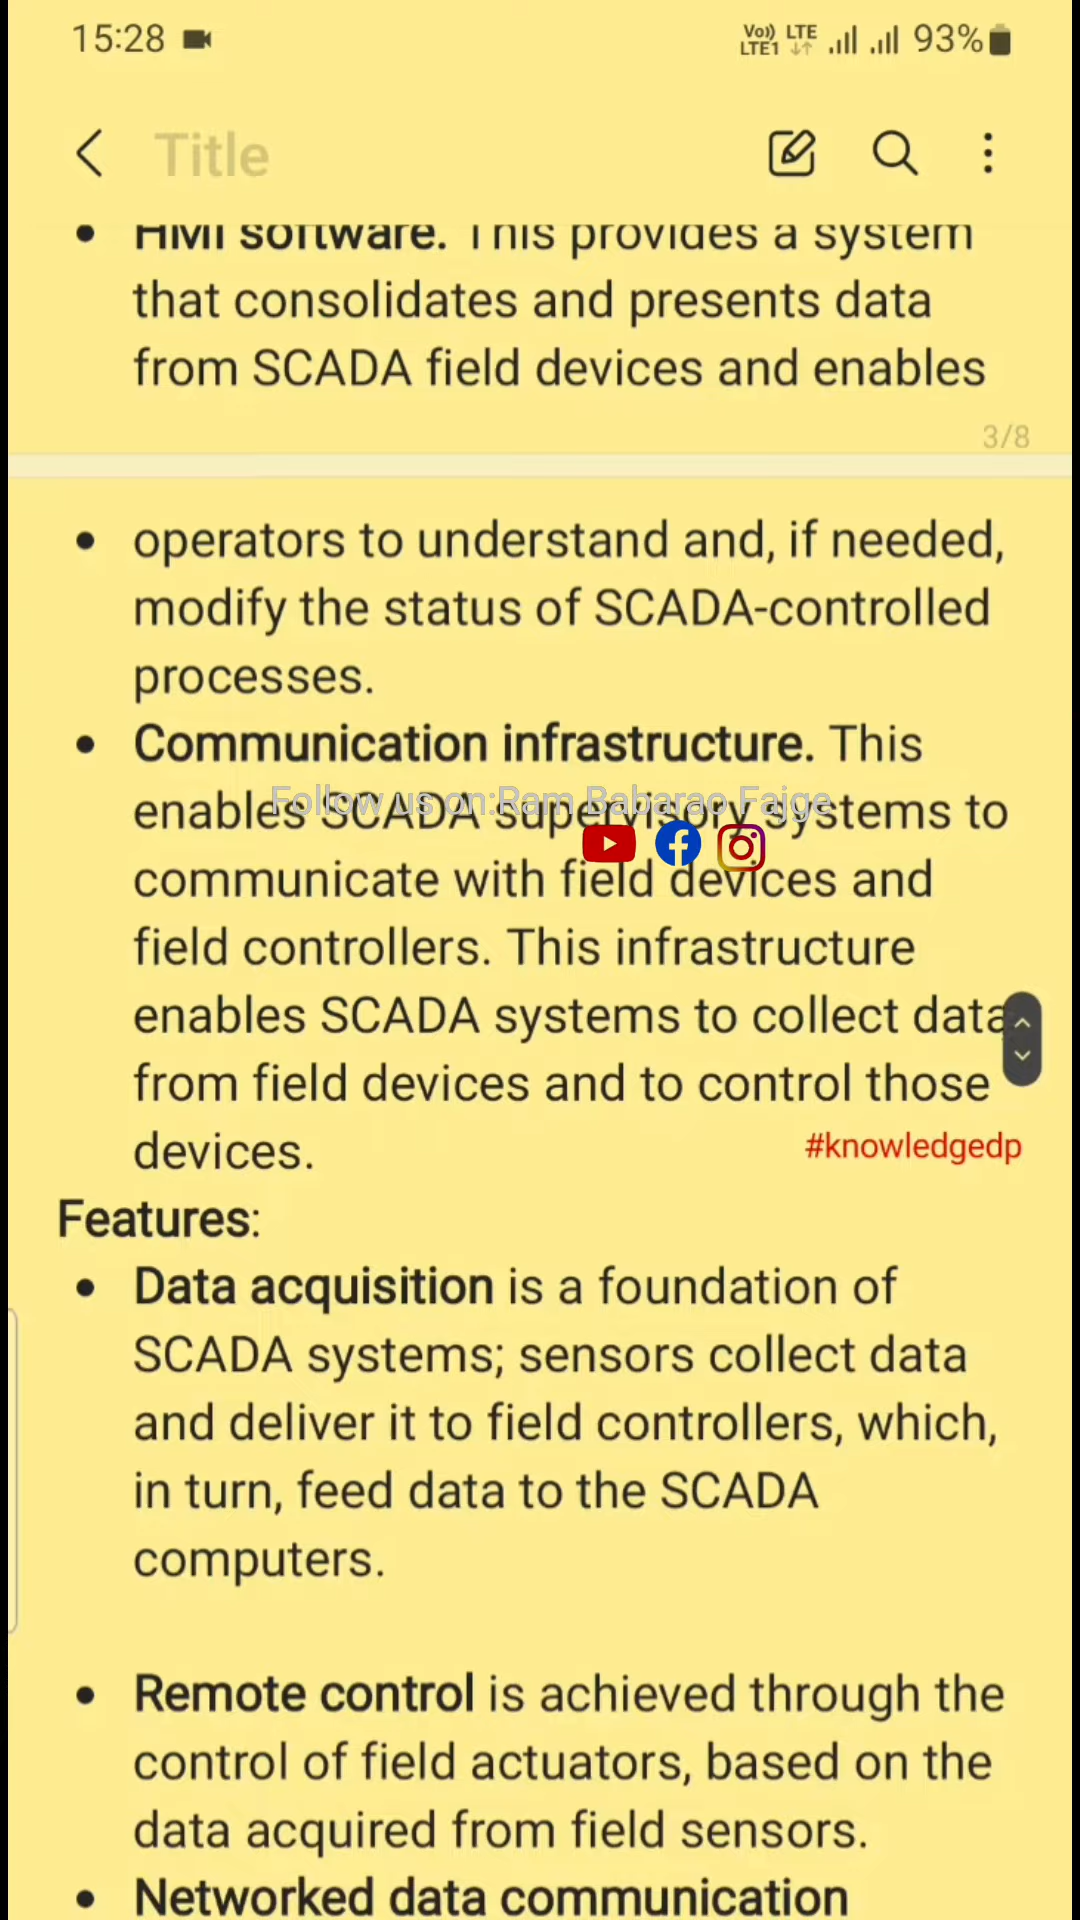 15:28
Vo)) LTE
LTE1
93%
Title
HMI software. This provides a system
that consolidates and presents data
from SCADA field devices and enables
3/8
operators to understand and, if needed,
modify the status of SCADA-controlled
processes.
Communication infrastructure. This
Follow us on:Ram Babarao Faige
enables SCADA supervisory systems to
communicate with field devices and
field controllers. This infrastructure
enables SCADA systems to collect data
from field devices and to control those
devices.
#knowledgedp
Features:
Data acquisition is a foundation of
SCADA systems; sensors collect data
and deliver it to field controllers, which,
in turn, feed data to the SCADA
computers.
Remote control is achieved through the
control of field actuators, based on the
data acquired from field sensors.
Networked data communication